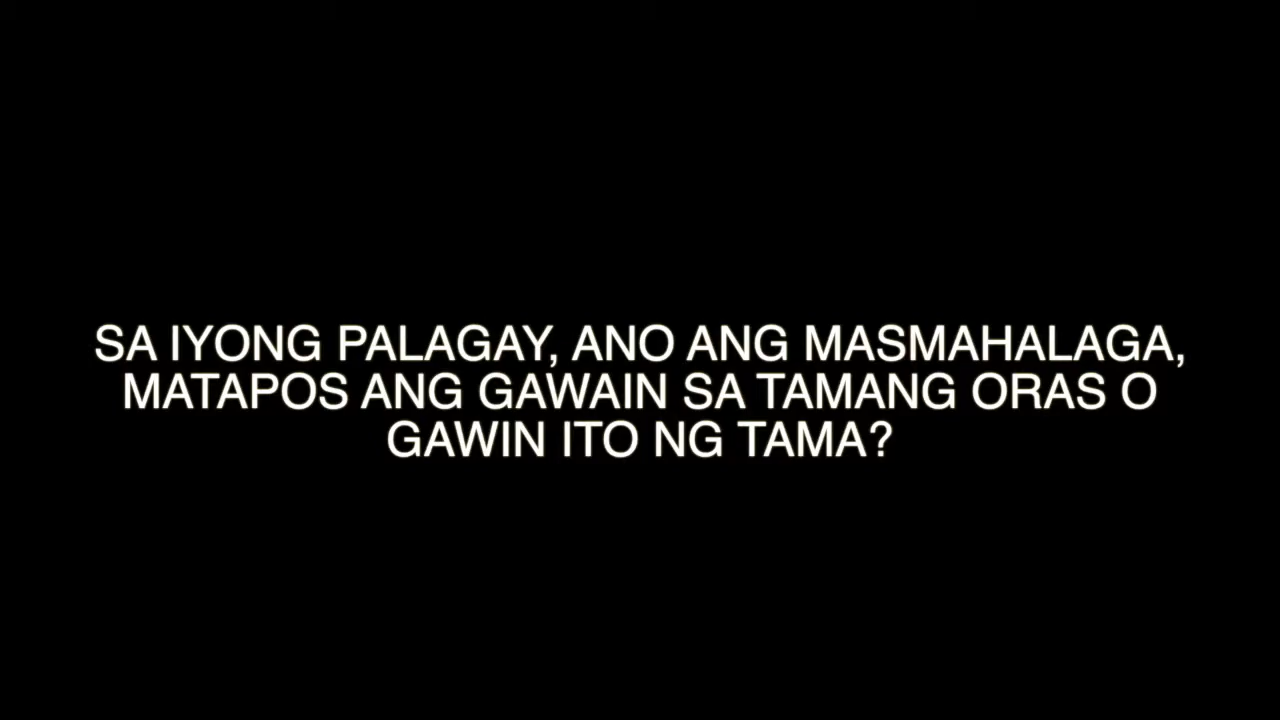 SA IYONG PALAGAY, ANO ANG MASMAHALAGA,
MATAPOS ANG GAWAIN SA TAMANG ORAS O
GAWIN ITO NG TAMA?